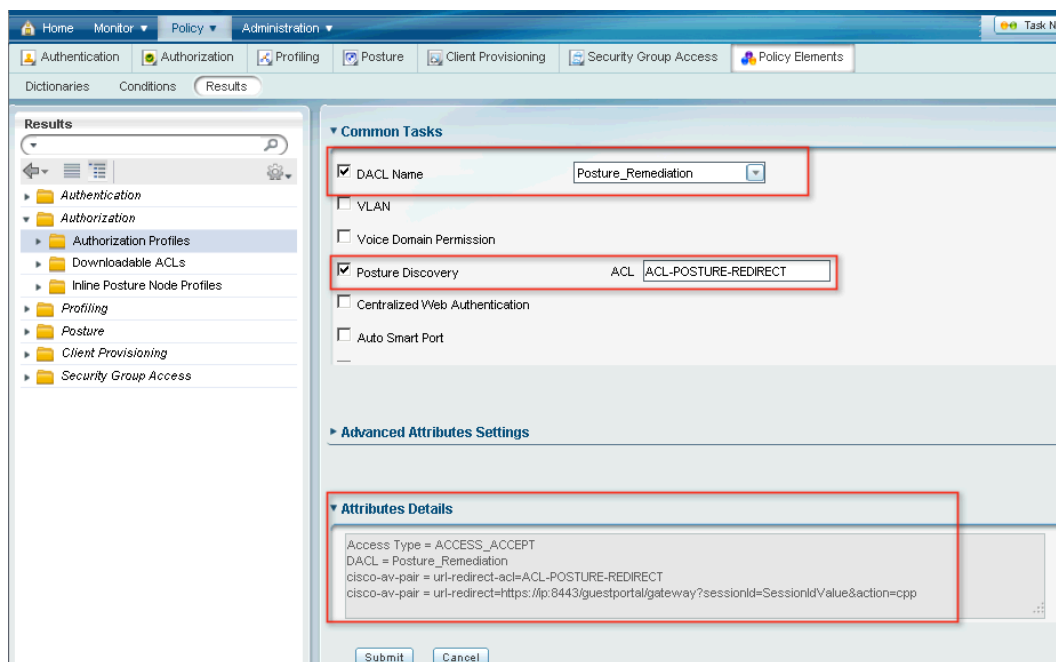 Home Monitor Policy Administration Task N
Authentication Authorization Profiling Posture Client Provisioning Security Group Access Policy Elements
Dictionaries Conditions Results
Results
Authentication
Authorization
Authorization Profiles
Downloadable ACLs
Inline Posture Node Profiles
Profiling
Posture
Client Provisioning
Security Group Access
Common Tasks
DACL Name Posture_Remediation
VLAN
Voice Domain Permission
Posture Discovery ACL ACL-POSTURE-REDIRECT
Centralized Web Authentication
Auto Smart Port
Advanced Attributes Settings
Attributes Details
Access Type = ACCESS_ACCEPT
DACL = Posture_Remediation
cisco-av-pair = url-redirect-acl=ACL-POSTURE-REDIRECT
cisco-av-pair = url-redirect=https://ip:8443/guestportal/gateway?sessionId=SessionIdValue&action=cpp
Submit Cancel